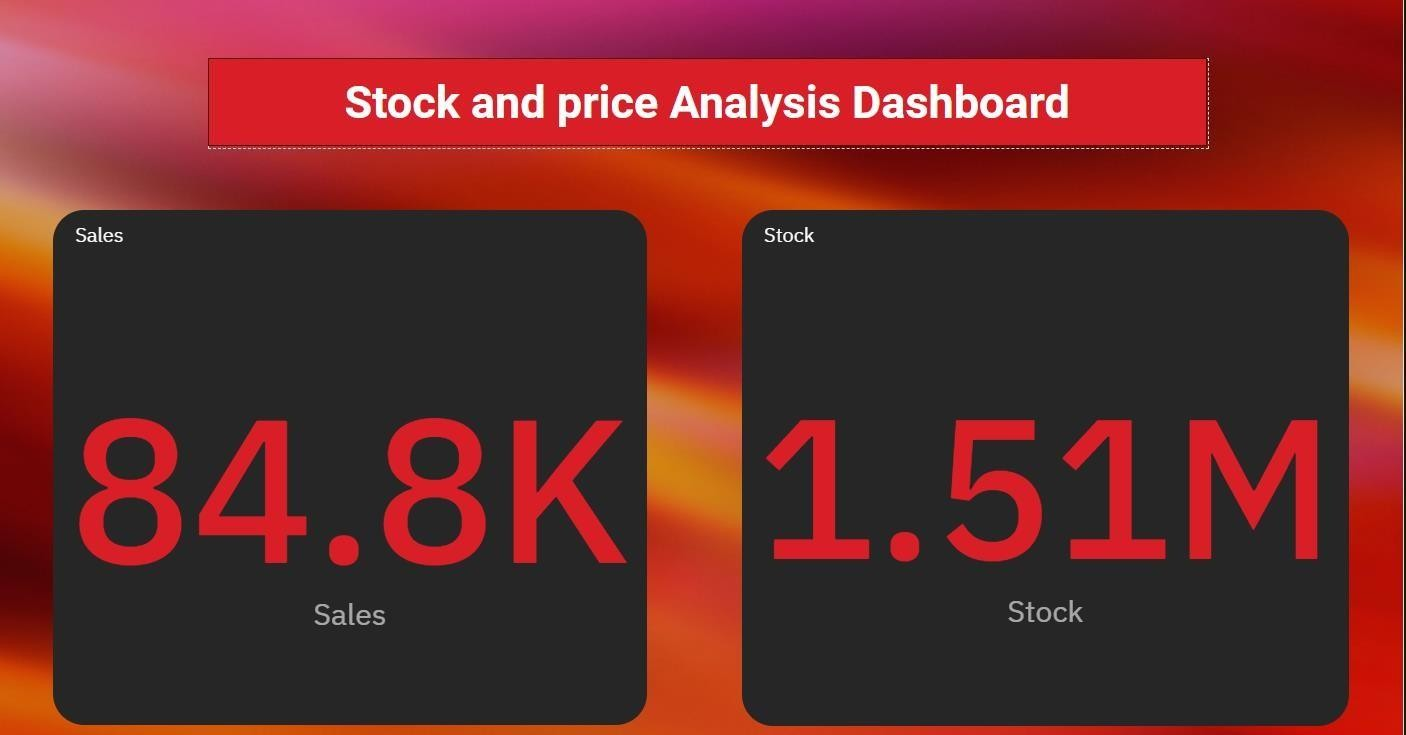 Stock and price Analysis Dashboard
Sales
84.8K
Sales
Stock
1.51M
Stock